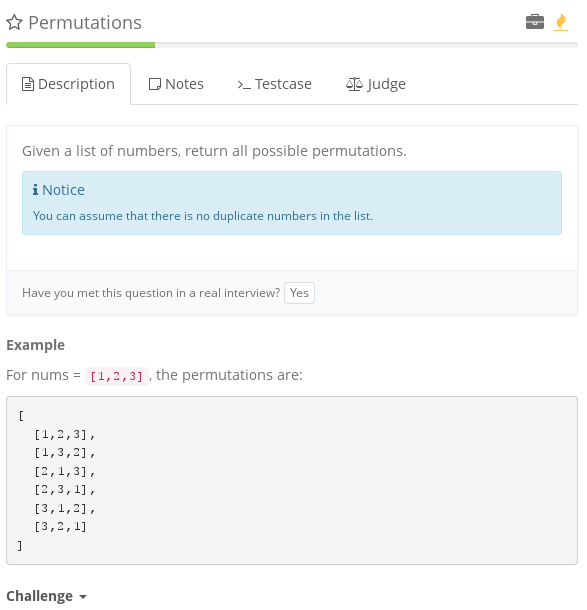 Permutations
Description Notes Testcase Judge
Given a list of numbers, return all possible permutations.
Notice
You can assume that there is no duplicate numbers in the list.
Have you met this question in a real interview? Yes
Example
For nums = [1,2,3], the permutations are:
[
[1,2,3],
[1,3,2],
[2,1,3],
[2,3,1],
[3,1,2],
[3,2,1]
]
Challenge